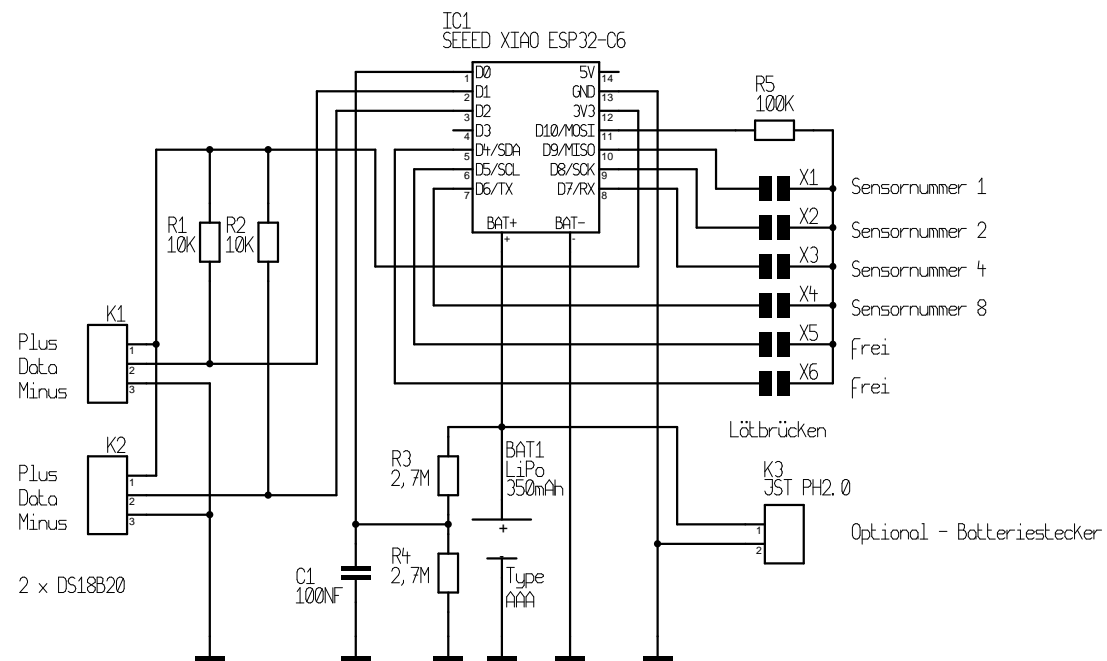 IC1
SEEED XIAO ESP32-C6
1 D0
2 D1
3 D2
4 D3
5 D4/SDA
6 D5/SCL
7 D6/TX
5V 14
GND 13
3V3 12
D10/MOSI 11
D9/MISO 10
D8/SCK 9
D7/RX 8
BAT+ BAT-
+ -
R5
100K
X1 Sensornummer 1
X2 Sensornummer 2
X3 Sensornummer 4
X4 Sensornummer 8
X5 Frei
X6 Frei
Lötbrücken
R1
10K
R2
10K
K1
Plus 1
Data 2
Minus 3
K2
Plus 1
Data 2
Minus 3
2 x DS18B20
R3
2,7M
R4
2,7M
C1
100NF
BAT1
LiPo
350mAh
+
Type
AAA
K3
JST PH2.0
1
2
Optional - Batteriestecker